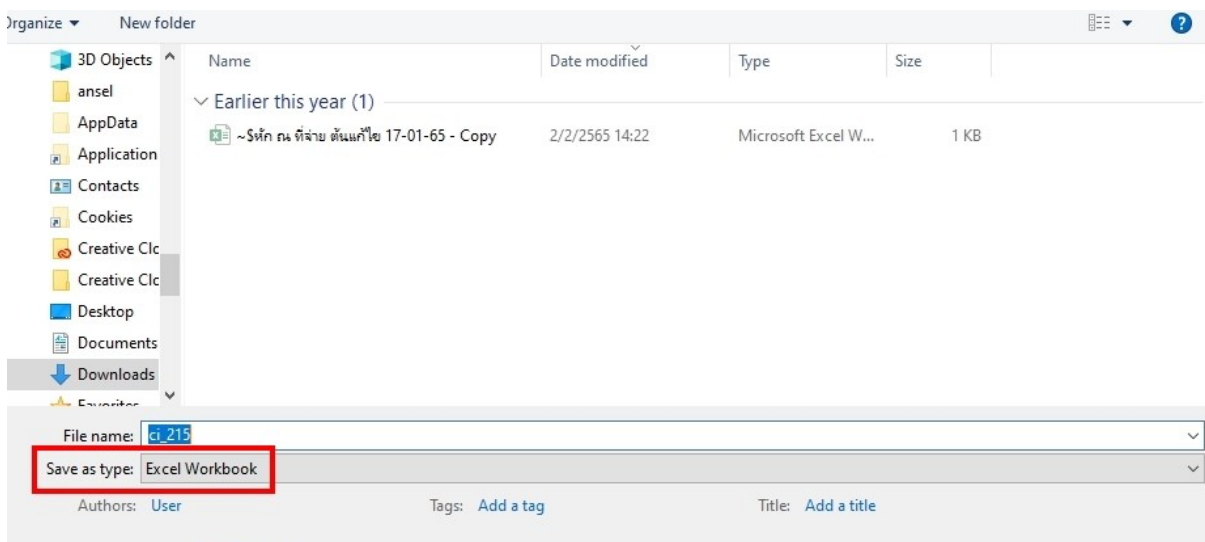 Organize New folder
3D Objects
ansel
AppData
Application
Contacts
Cookies
Creative Clc
Creative Clc
Desktop
Documents
Downloads
Favorites
Name Date modified Type Size
Earlier this year (1)
~$หัก ณ ที่จ่าย ต้นแก้ไข 17-01-65 - Copy 2/2/2565 14:22 Microsoft Excel W... 1 KB
File name: ci_215
Save as type: Excel Workbook
Authors: User Tags: Add a tag Title: Add a title